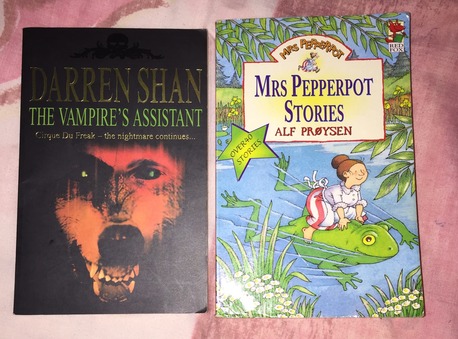 DARREN SHAN
THE VAMPIRE'S ASSISTANT
Cirque Du Freak – the nightmare continues...
MRS PEPPERPOT
RED FOX
MRS PEPPERPOT
STORIES
ALF PRØYSEN
OVER 40
STORIES